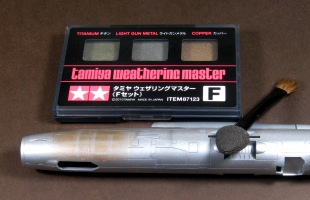 TITANIUM チタン LIGHT GUN METAL ライトガンメタル COPPER カッパー
tamiya weathering master
タミヤ ウェザリングマスター
(Fセット)
ITEM87123
F